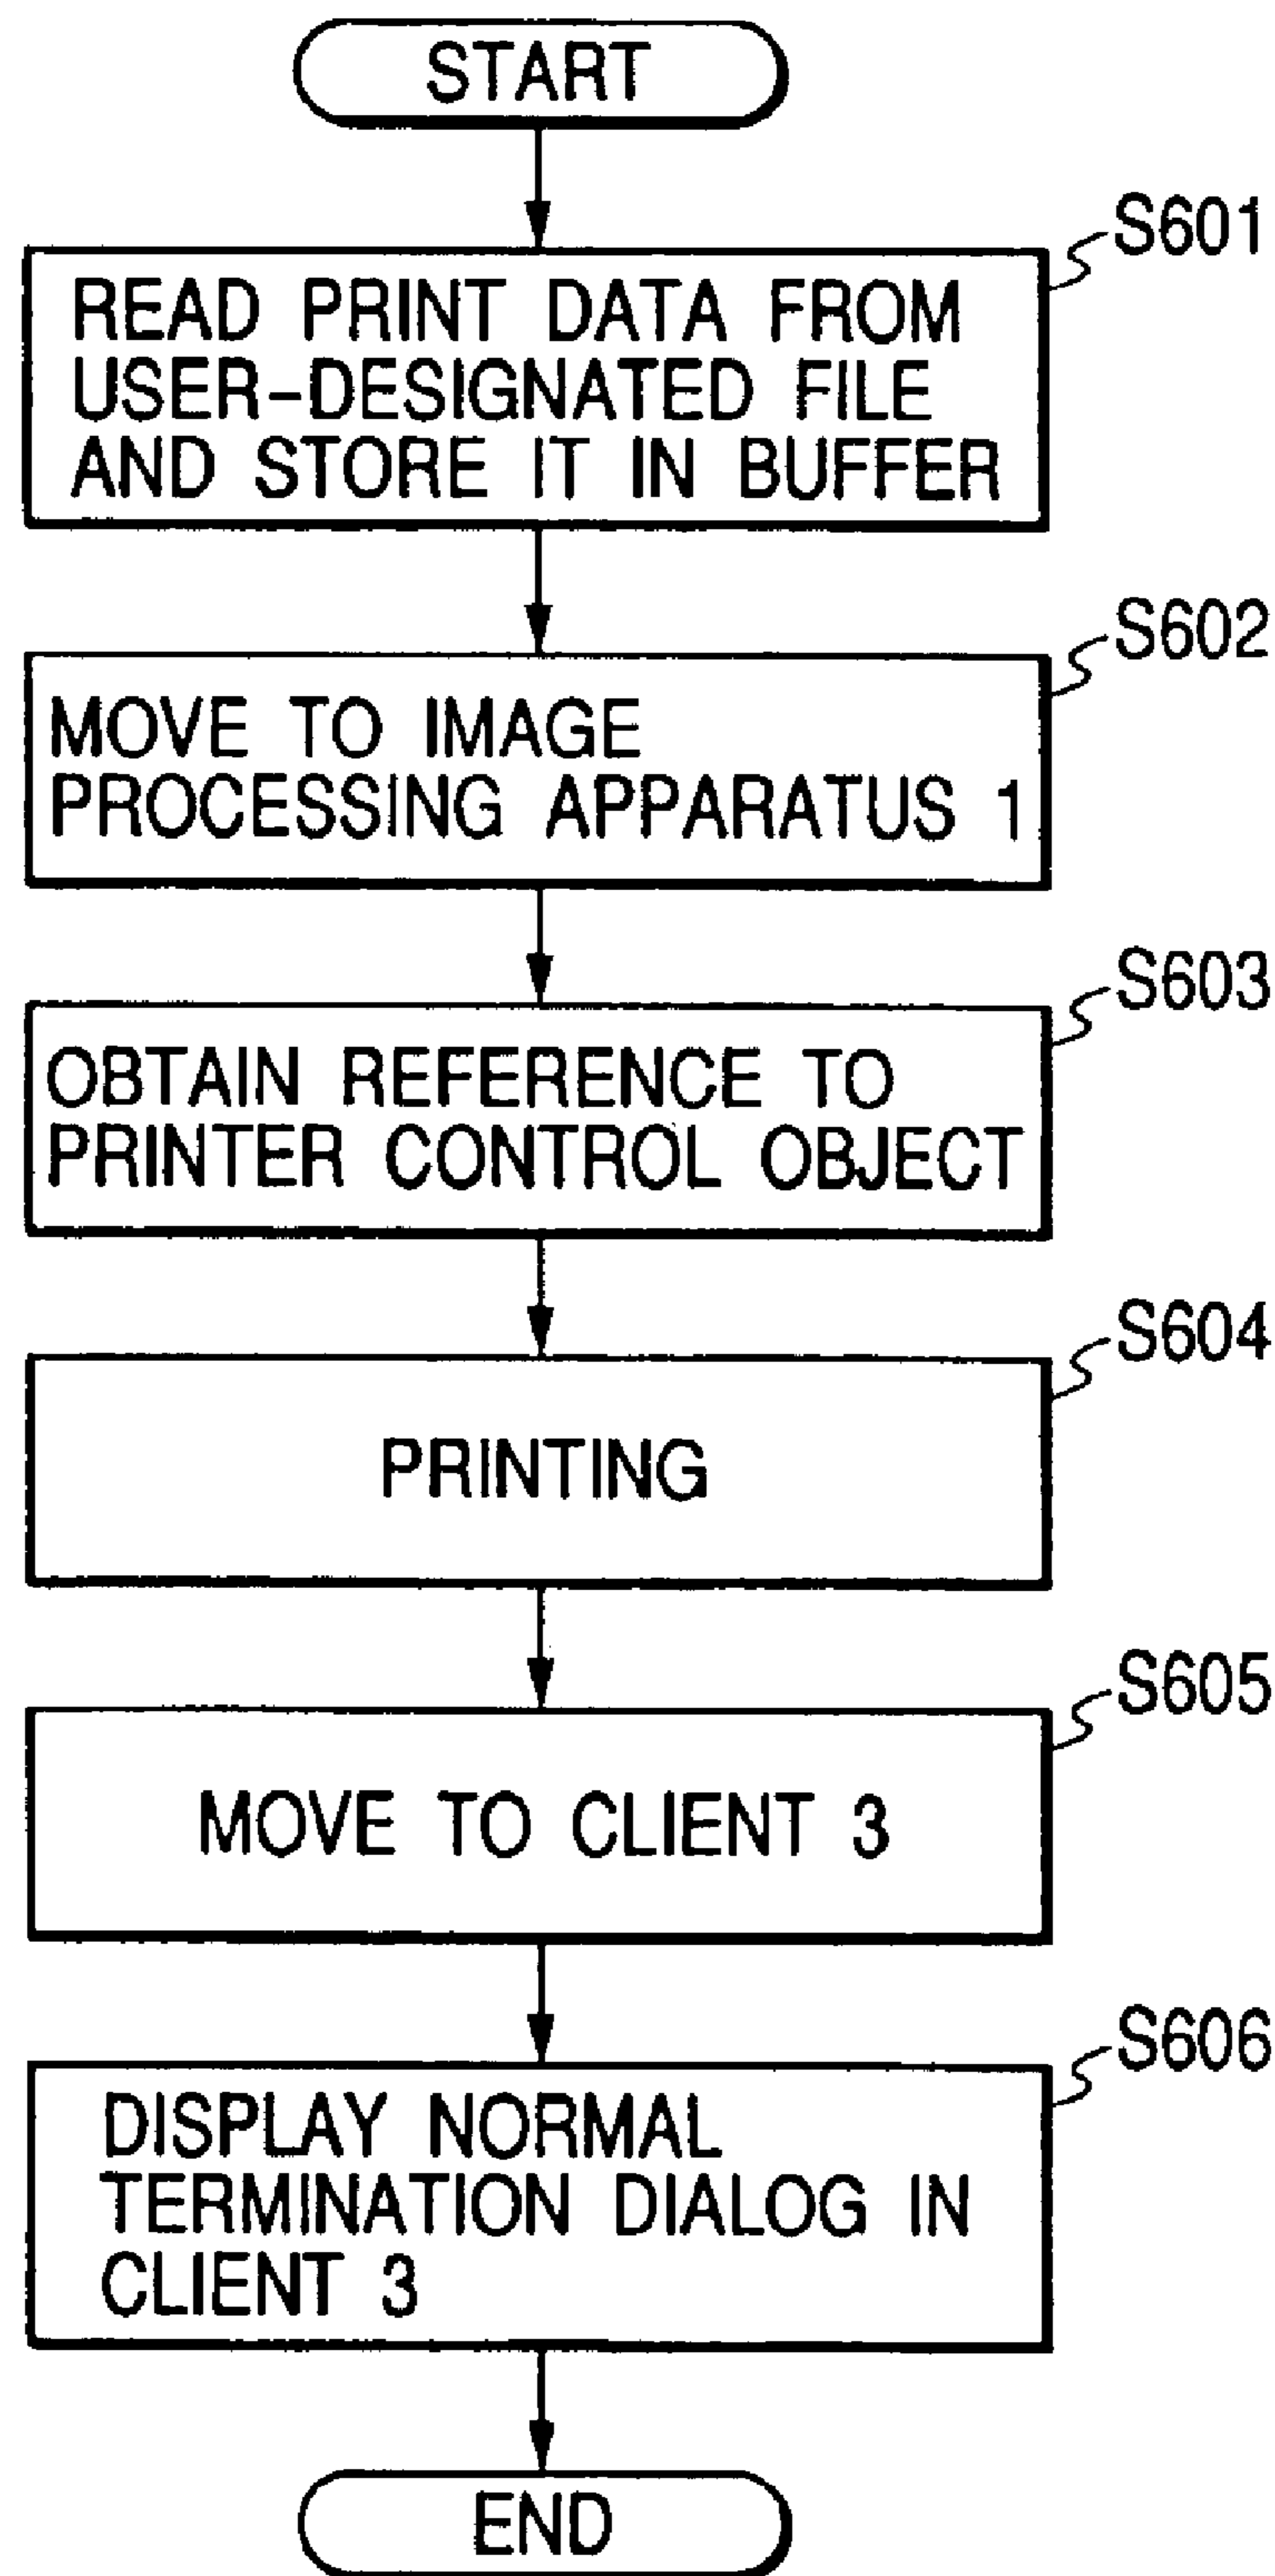 START
S601
READ PRINT DATA FROM
USER-DESIGNATED FILE
AND STORE IT IN BUFFER
S602
MOVE TO IMAGE
PROCESSING APPARATUS 1
S603
OBTAIN REFERENCE TO
PRINTER CONTROL OBJECT
S604
PRINTING
S605
MOVE TO CLIENT 3
S606
DISPLAY NORMAL
TERMINATION DIALOG IN
CLIENT 3
END